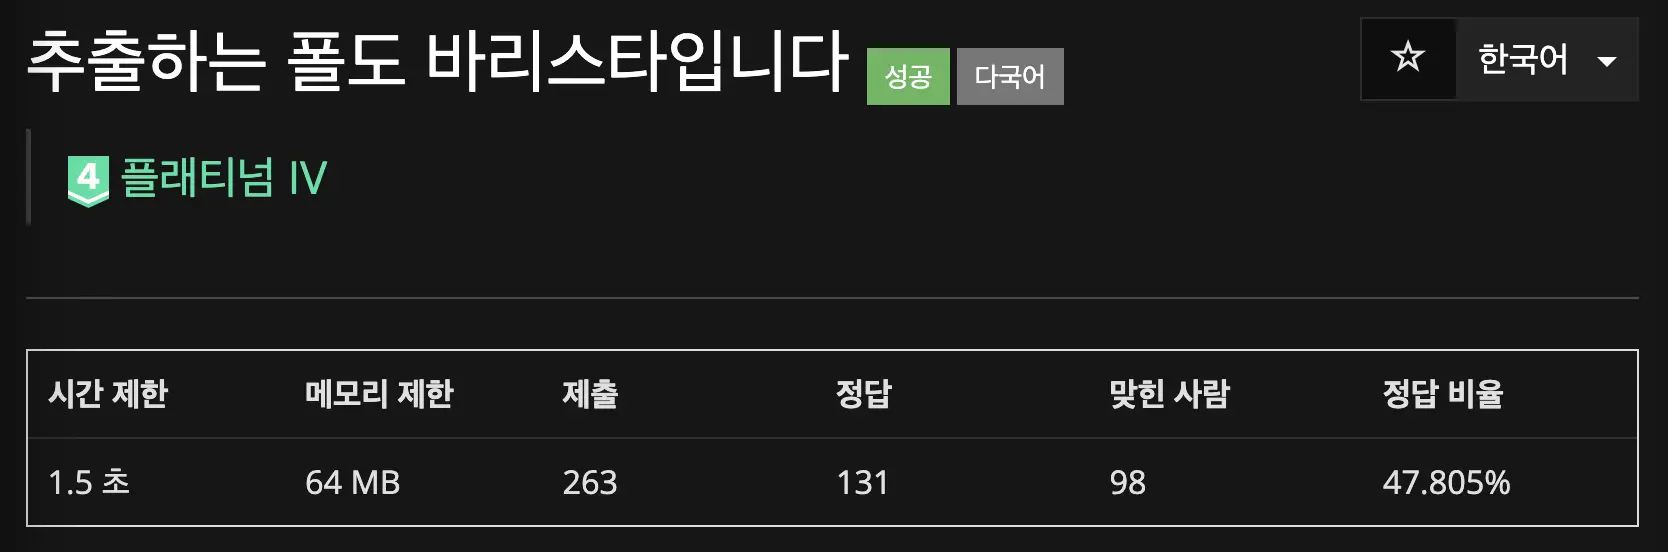 추출하는 폴도 바리스타입니다 성공 다국어 ☆ 한국어
4 플래티넘 IV
시간 제한 메모리 제한 제출 정답 맞힌 사람 정답 비율
1.5 초 64 MB 263 131 98 47.805%